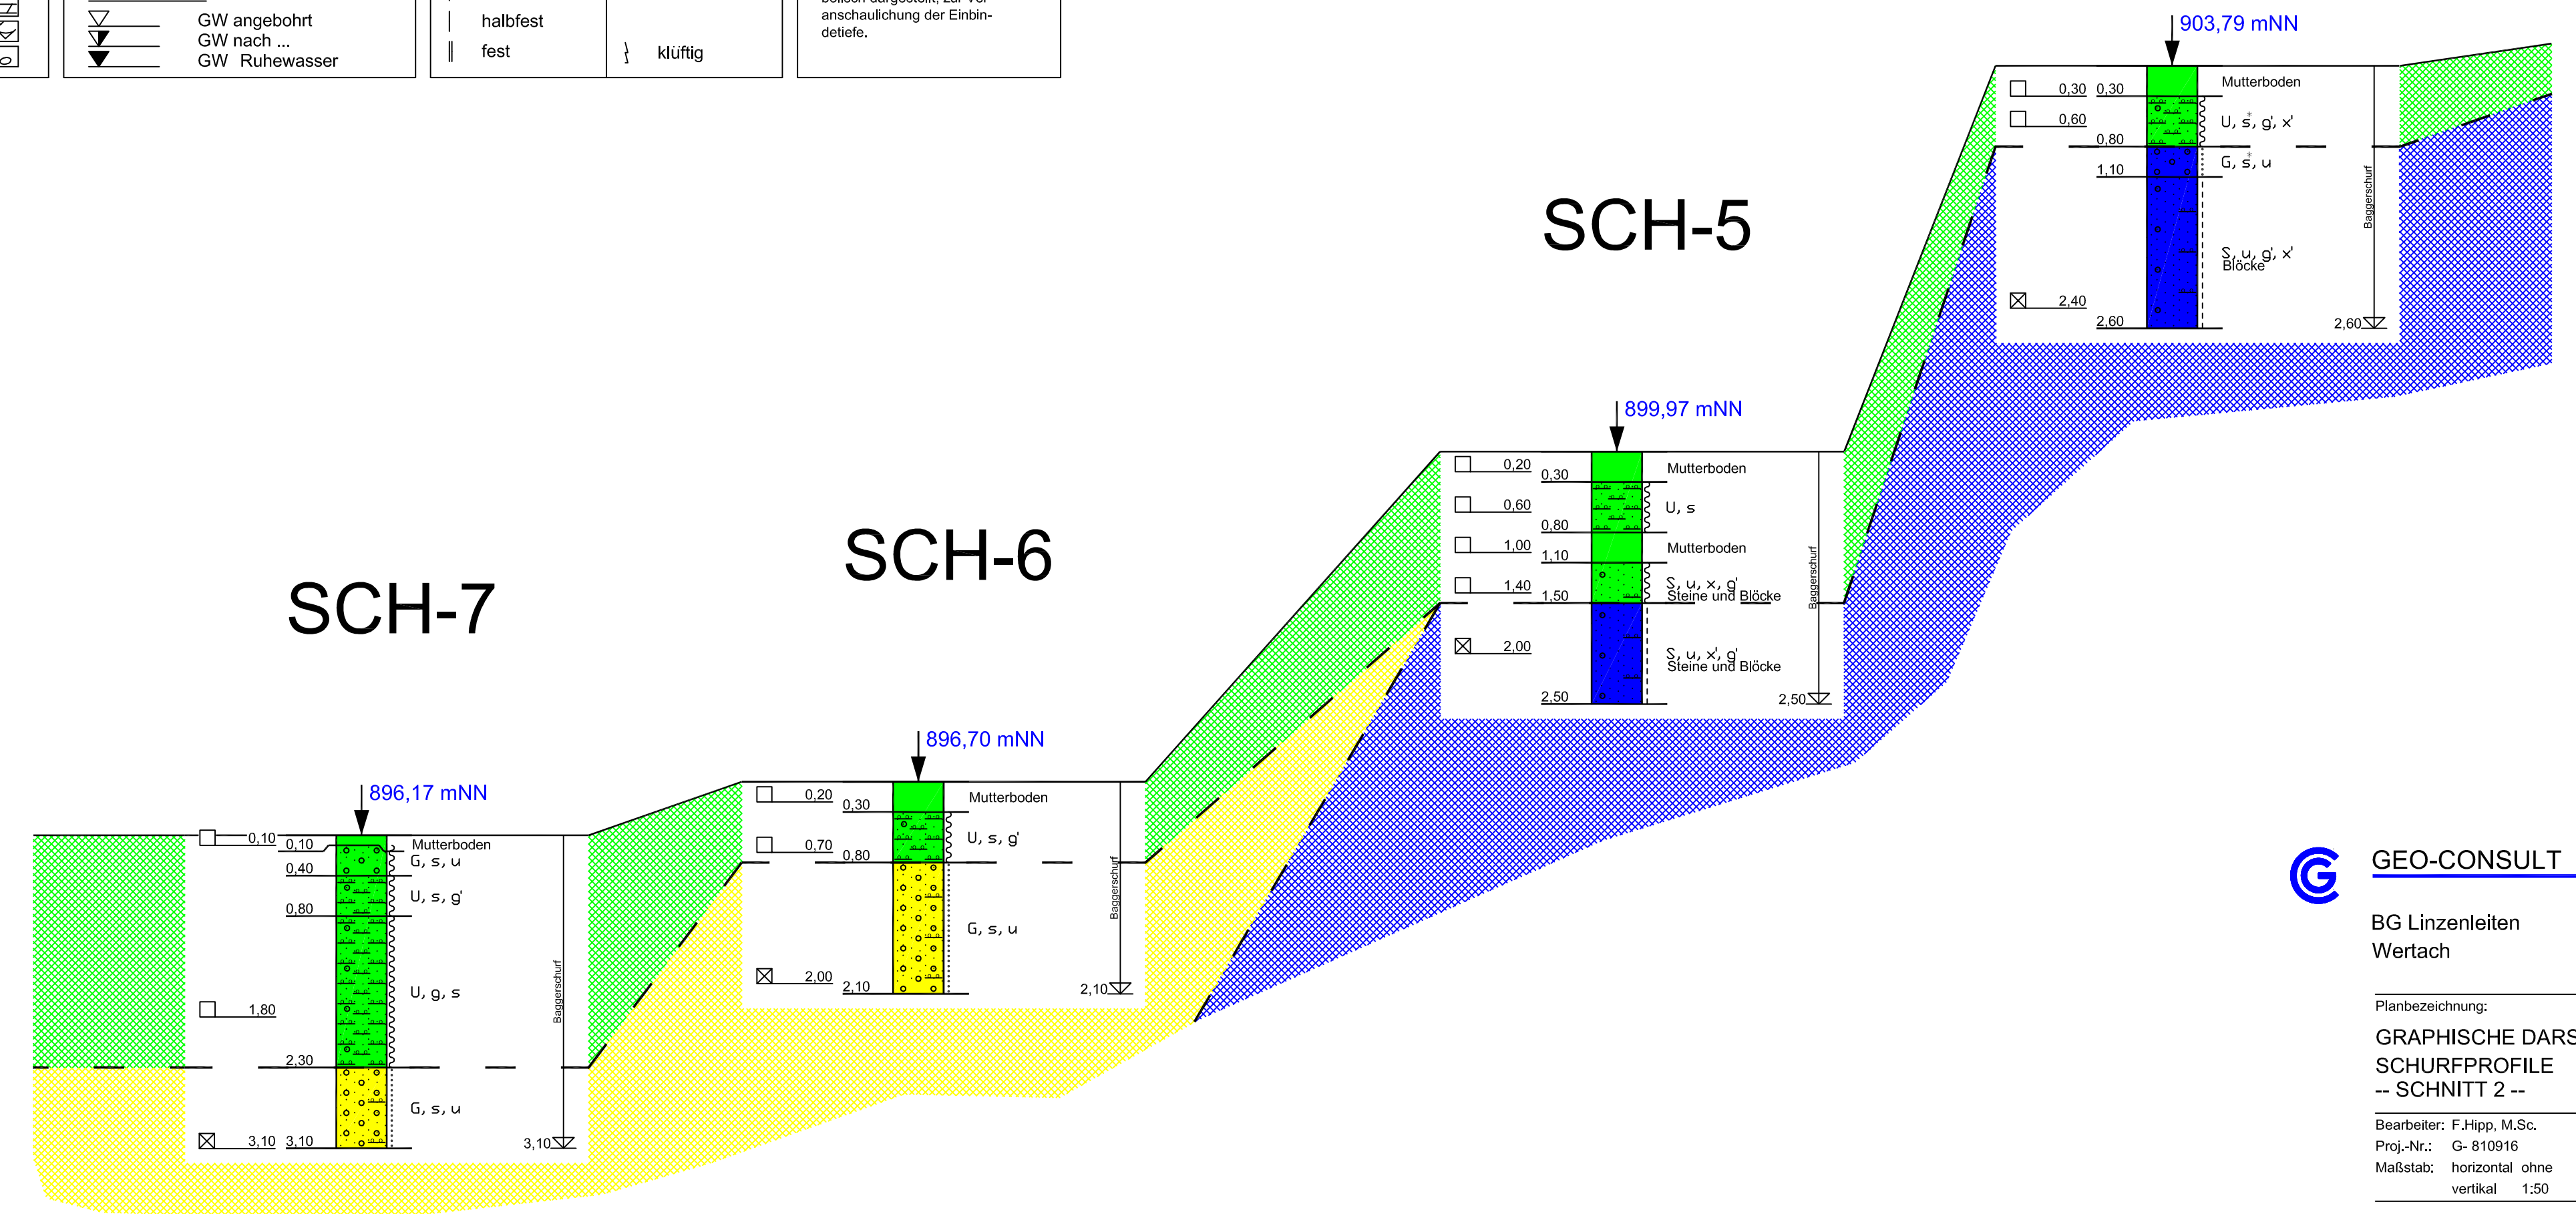 GW angebohrt
GW nach ...
GW Ruhewasser
halbfest
fest
klüftig
anschaulichung der Einbin-
detiefe.
903,79 mNN
0,30 0,30 Mutterboden
0,60 U, s̄, g', x'
0,80
G, s̄, u
1,10
Baggerschurf
S, u, g', x'
Blöcke
2,40
2,60
2,60
SCH-5
899,97 mNN
0,20 Mutterboden
0,30
0,60 U, s
0,80
1,00 Mutterboden
1,10
1,40 S, u, x, g'
1,50 Steine und Blöcke
Baggerschurf
2,00 S, u, x', g'
Steine und Blöcke
2,50
2,50
SCH-6
896,70 mNN
0,20 Mutterboden
0,30
0,70 U, s, g'
0,80
Baggerschurf
G, s, u
2,00
2,10
2,10
SCH-7
896,17 mNN
0,10 0,10 Mutterboden
G, s, u
0,40
U, s, g'
0,80
Baggerschurf
U, g, s
1,80
2,30
G, s, u
3,10 3,10
3,10
GEO-CONSULT
BG Linzenleiten
Wertach
Planbezeichnung:
GRAPHISCHE DARS
SCHURFPROFILE
-- SCHNITT 2 --
Bearbeiter: F.Hipp, M.Sc.
Proj.-Nr.: G- 810916
Maßstab: horizontal ohne
vertikal 1:50